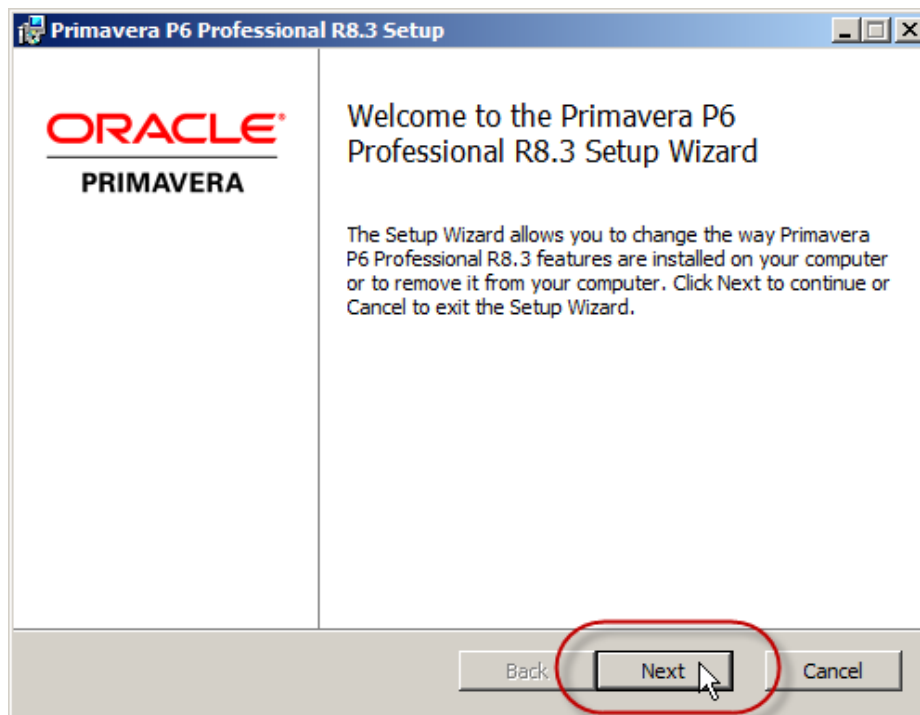 Primavera P6 Professional R8.3 Setup
ORACLE®
PRIMAVERA
Welcome to the Primavera P6
Professional R8.3 Setup Wizard
The Setup Wizard allows you to change the way Primavera
P6 Professional R8.3 features are installed on your computer
or to remove it from your computer. Click Next to continue or
Cancel to exit the Setup Wizard.
Back Next Cancel